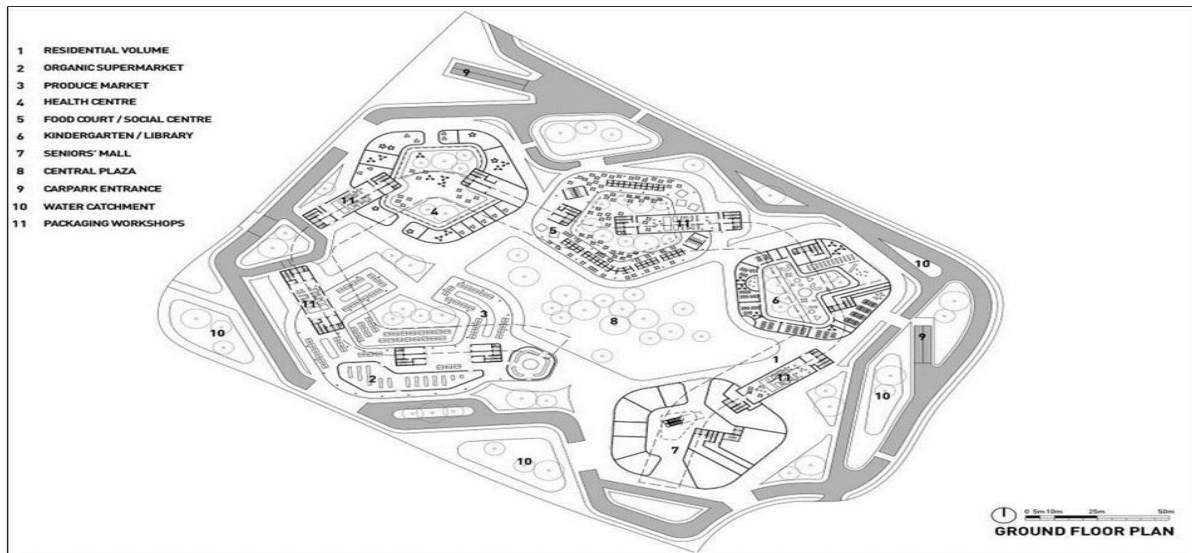 1 RESIDENTIAL VOLUME
2 ORGANIC SUPERMARKET
3 PRODUCE MARKET
4 HEALTH CENTRE
5 FOOD COURT / SOCIAL CENTRE
6 KINDERGARTEN / LIBRARY
7 SENIORS' MALL
8 CENTRAL PLAZA
9 CARPARK ENTRANCE
10 WATER CATCHMENT
11 PACKAGING WORKSHOPS
9
11
4
5
11
10
6
11
10
3
8
9
1
2
11
10
7
10
0 5m 10m 25m 50m
GROUND FLOOR PLAN